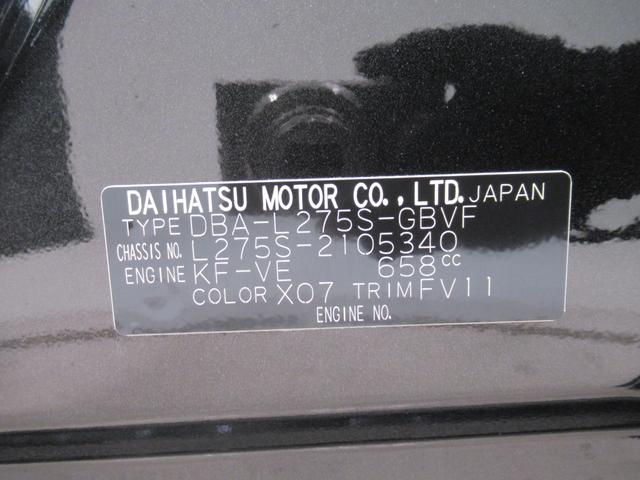 DAIHATSU MOTOR CO., LTD. JAPAN
TYPE DBA-L275S-GBVF
CHASSIS NO. L275S-2105340
ENGINE KF-VE 658cc
COLOR X07 TRIM FV11
ENGINE NO.